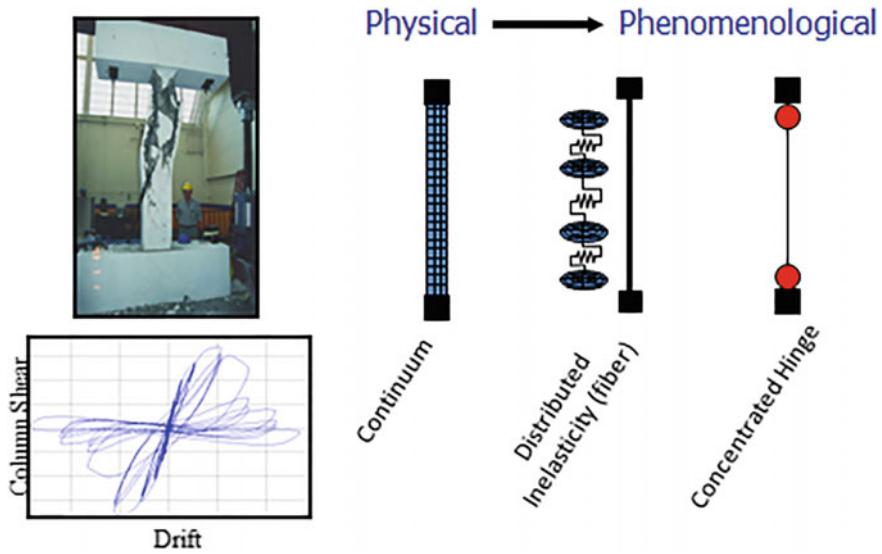 Physical
Phenomenological
Column Shear
Drift
Continuum
Distributed
Inelasticity (fiber)
Concentrated Hinge